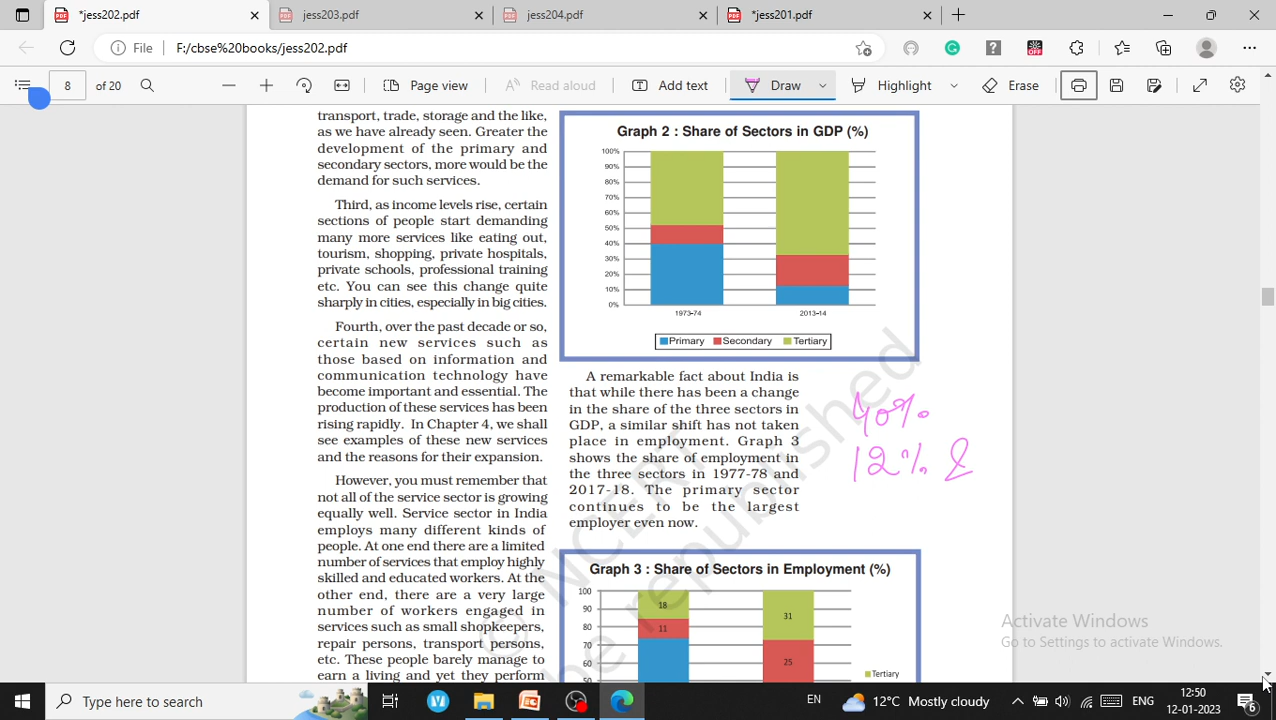 *jess202.pdf
jess203.pdf
jess204.pdf
*jess201.pdf
File
F:/cbse%20books/jess202.pdf
OFF
8
of 20
Page view
Read aloud
Add text
Draw
Highlight
Erase
transport, trade, storage and the like,
as we have already seen. Greater the
development of the primary and
secondary sectors, more would be the
demand for such services.
Third, as income levels rise, certain
sections of people start demanding
many more services like eating out,
tourism, shopping, private hospitals,
private schools, professional training
etc. You can see this change quite
sharply in cities, especially in big cities.
Fourth, over the past decade or so,
certain new services such as
those based on information and
communication technology have
become important and essential. The
production of these services has been
rising rapidly. In Chapter 4, we shall
see examples of these new services
and the reasons for their expansion.
However, you must remember that
not all of the service sector is growing
equally well. Service sector in India
employs many different kinds of
people. At one end there are a limited
number of services that employ highly
skilled and educated workers. At the
other end, there are a very large
number of workers engaged in
services such as small shopkeepers,
repair persons, transport persons,
etc. These people barely manage to
earn a living and yet they perform
Graph 2 : Share of Sectors in GDP (%)
100%
90%
80%
70%
60%
50%
40%
30%
20%
10%
0%
1973-74
2013-14
Primary
Secondary
Tertiary
A remarkable fact about India is
that while there has been a change
in the share of the three sectors in
GDP, a similar shift has not taken
place in employment. Graph 3
shows the share of employment in
the three sectors in 1977-78 and
2017-18. The primary sector
continues to be the largest
employer even now.
40%
12%
Graph 3 : Share of Sectors in Employment (%)
100
90
80
70
60
50
18
11
31
25
Tertiary
© NCERT
be republished
Activate Windows
Go to Settings to activate Windows.
Type here to search
EN
12°C Mostly cloudy
ENG
12:50
12-01-2023
6